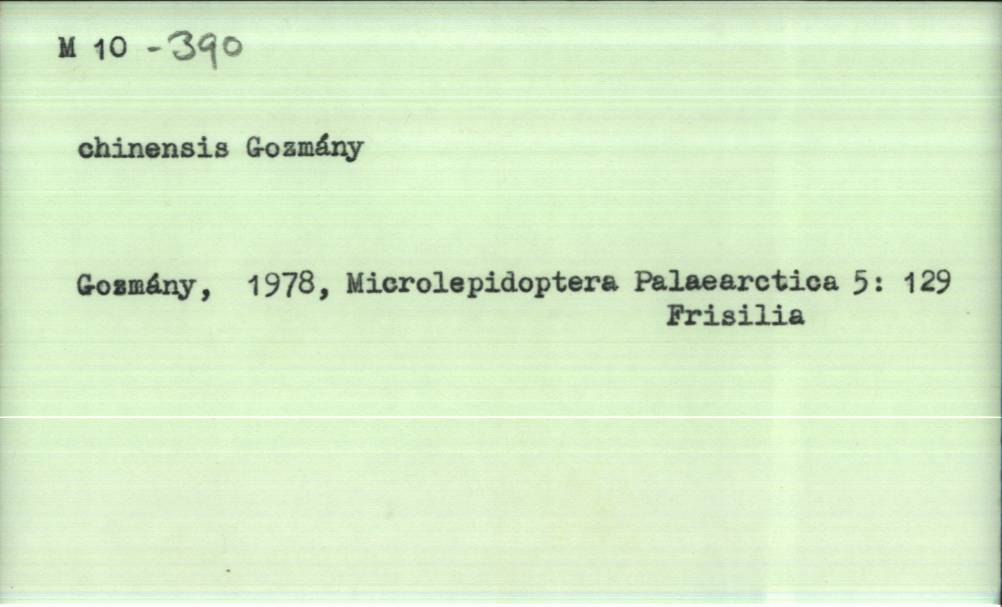 M 10 -390
chinensis Gozmány
Gozmány, 1978, Microlepidoptera Palaearctica 5: 129
Frisilia